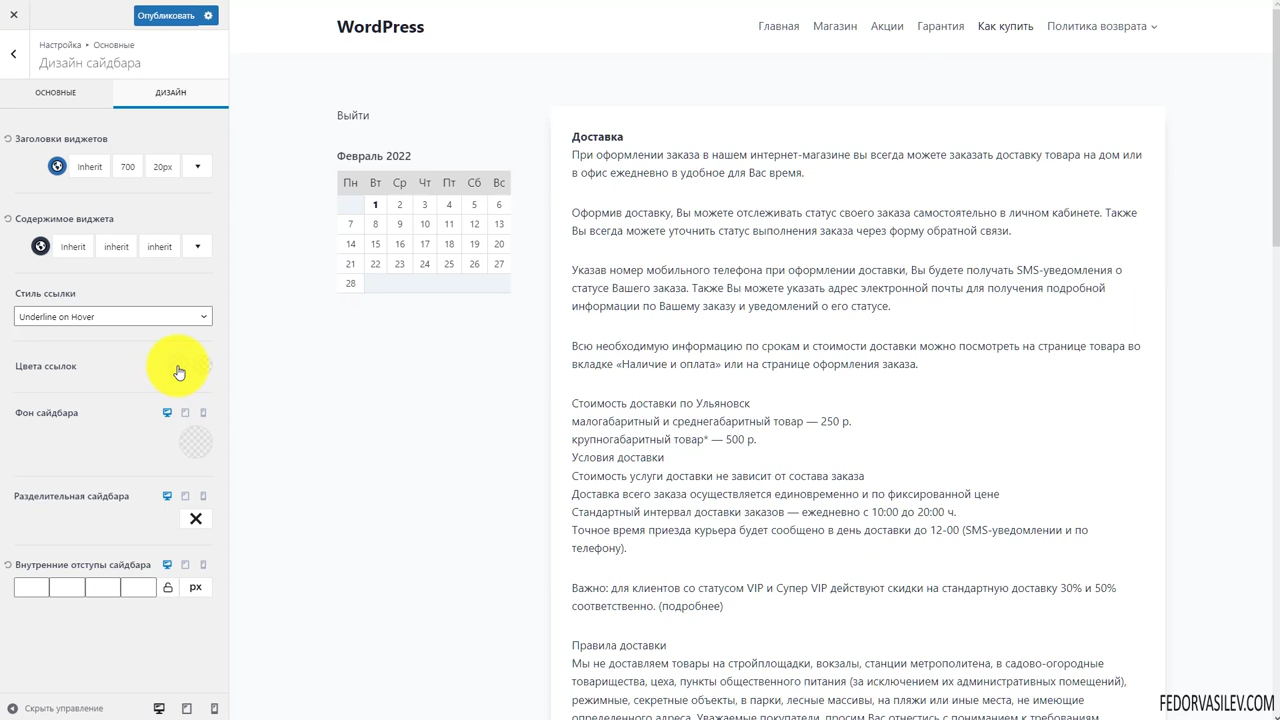 Опубликовать
Настройка ▸ Основные
Дизайн сайдбара
ОСНОВНЫЕ
ДИЗАЙН
Заголовки виджетов
Inherit 700 20px
Содержимое виджета
Inherit inherit inherit
Стиль ссылки
Underline on Hover
Цвета ссылок
Фон сайдбара
Разделительная сайдбара
Внутренние отступы сайдбара
px
Скрыть управление
WordPress
Главная Магазин Акции Гарантия Как купить Политика возврата
Выйти
Февраль 2022
Пн Вт Ср Чт Пт Сб Вс
1 2 3 4 5 6
7 8 9 10 11 12 13
14 15 16 17 18 19 20
21 22 23 24 25 26 27
28
Доставка
При оформлении заказа в нашем интернет-магазине вы всегда можете заказать доставку товара на дом или
в офис ежедневно в удобное для Вас время.
Оформив доставку, Вы можете отслеживать статус своего заказа самостоятельно в личном кабинете. Также
Вы всегда можете уточнить статус выполнения заказа через форму обратной связи.
Указав номер мобильного телефона при оформлении доставки, Вы будете получать SMS-уведомления о
статусе Вашего заказа. Также Вы можете указать адрес электронной почты для получения подробной
информации по Вашему заказу и уведомлений о его статусе.
Всю необходимую информацию по срокам и стоимости доставки можно посмотреть на странице товара во
вкладке «Наличие и оплата» или на странице оформления заказа.
Стоимость доставки по Ульяновск
малогабаритный и среднегабаритный товар — 250 р.
крупногабаритный товар* — 500 р.
Условия доставки
Стоимость услуги доставки не зависит от состава заказа
Доставка всего заказа осуществляется единовременно и по фиксированной цене
Стандартный интервал доставки заказов — ежедневно с 10:00 до 20:00 ч.
Точное время приезда курьера будет сообщено в день доставки до 12-00 (SMS-уведомлении и по
телефону).
Важно: для клиентов со статусом VIP и Супер VIP действуют скидки на стандартную доставку 30% и 50%
соответственно. (подробнее)
Правила доставки
Мы не доставляем товары на стройплощадки, вокзалы, станции метрополитена, в садово-огородные
товарищества, цеха, пункты общественного питания (за исключением их административных помещений),
режимные, секретные объекты, в парки, лесные массивы, на пляжи или иные места, не имеющие
определенного адреса. Уважаемые покупатели, просим Вас отнестись с пониманием к требованиям
FEDORVASILEV.COM